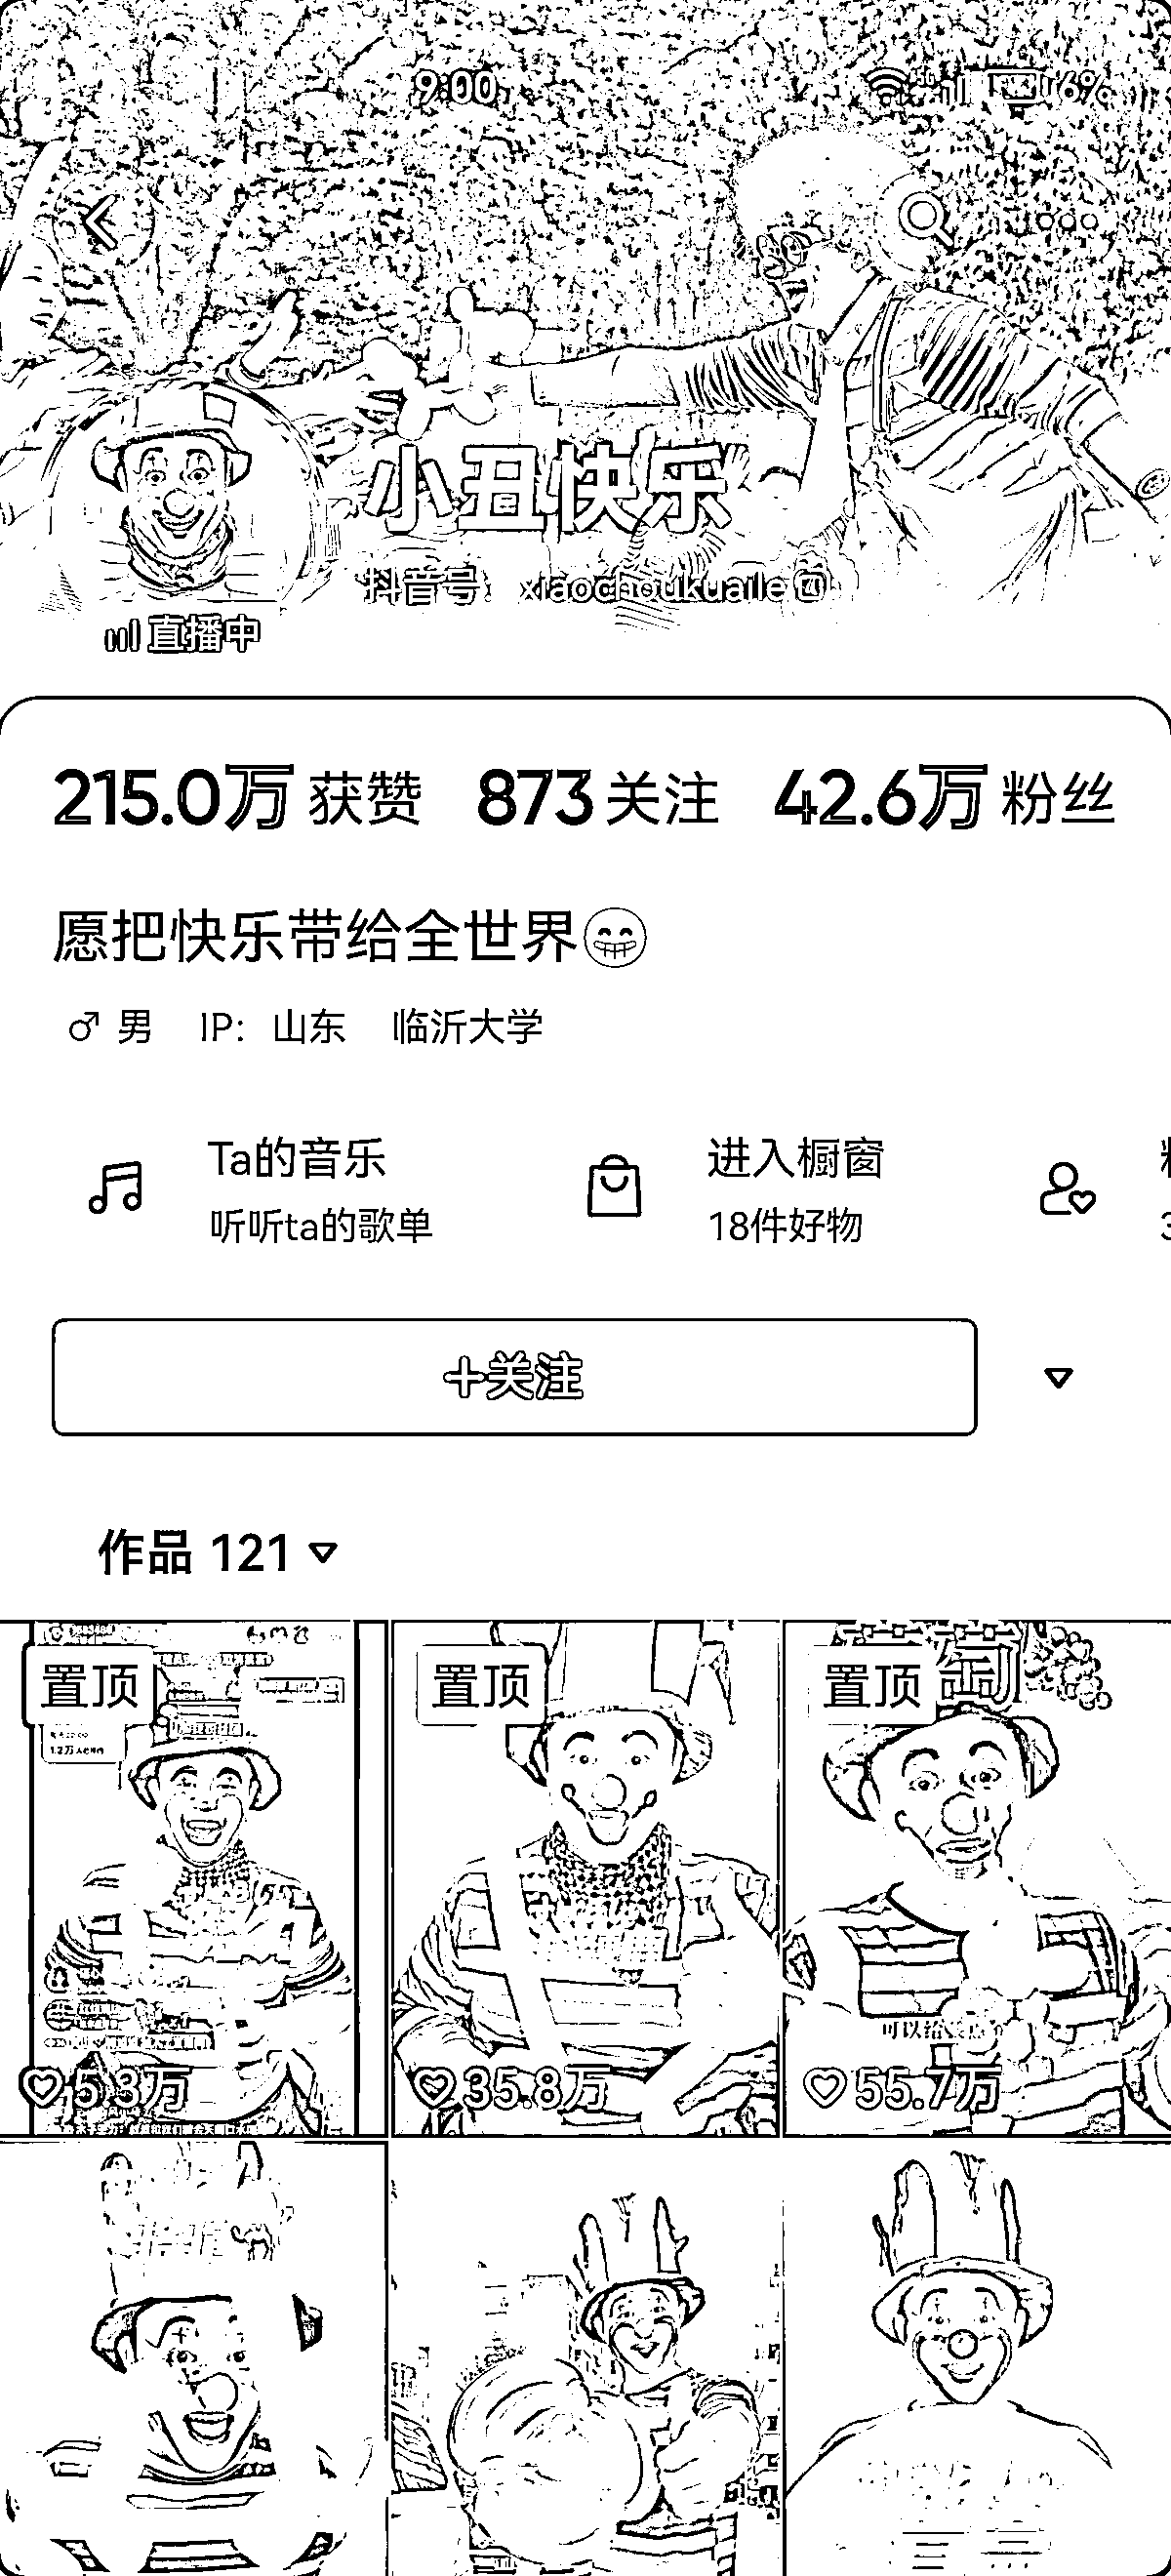 9:00
6%
小丑快乐
抖音号: xiaochoukuaile
直播中
215.0万 获赞 873 关注 42.6万 粉丝
愿把快乐带给全世界😁
♂ 男 IP: 山东 临沂大学
Ta的音乐 进入橱窗
听听ta的歌单 18件好物
+关注
作品 121
置顶 置顶 置顶 萄
5.3万 35.8万 55.7万